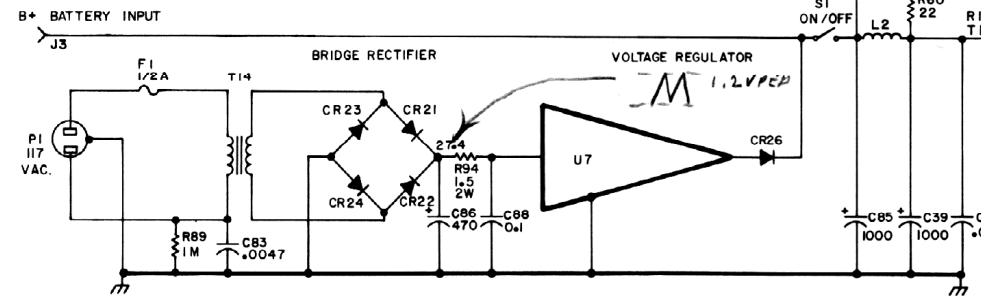 B+ BATTERY INPUT
J3
S1
ON/OFF
R60
22
L2
BRIDGE RECTIFIER
VOLTAGE REGULATOR
1.2VPEP
F1
1/2A
T14
CR23
CR21
27.4
P1
117
VAC.
R94
1.5
2W
U7
CR26
CR24
CR22
R89
1M
C83
.0047
+
C86
470
C88
0.1
+
C85
1000
+
C39
1000